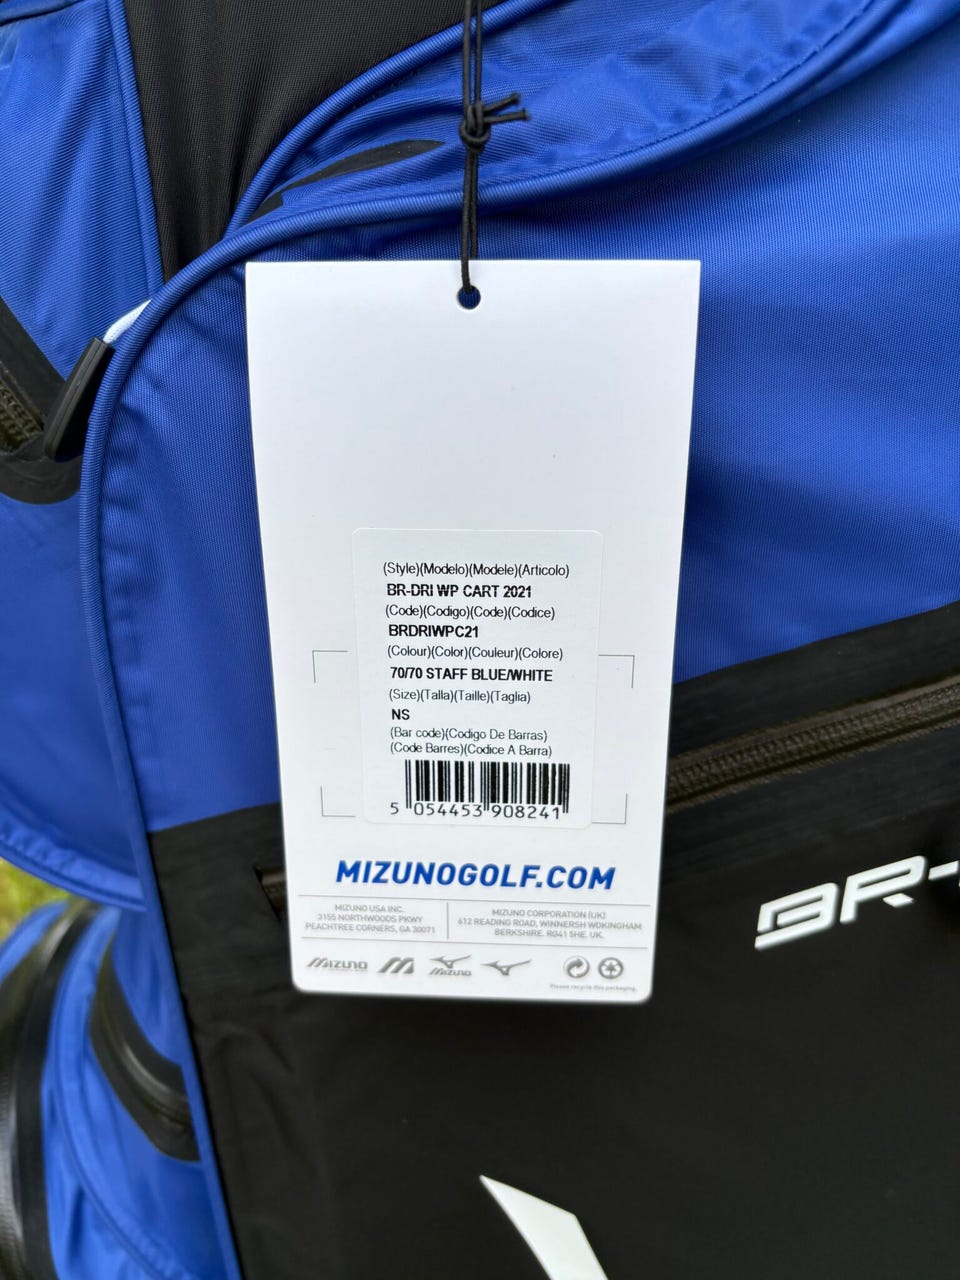 (Style)(Modelo)(Modele)(Articolo)
BR-DRI WP CART 2021
(Code)(Codigo)(Code)(Codice)
BRDRIWPC21
(Colour)(Color)(Couleur)(Colore)
70/70 STAFF BLUE/WHITE
(Size)(Talla)(Taille)(Taglia)
NS
(Bar code)(Codigo De Barras)
(Code Barres)(Codice A Barra)
5 054453 908241
MIZUNOGOLF.COM
MIZUNO USA INC.
3155 NORTHWOODS PKWY
PEACHTREE CORNERS, GA 30071
MIZUNO CORPORATION (UK)
612 READING ROAD, WINNERSH WOKINGHAM
BERKSHIRE. RG41 5HE. UK.
MIZUNO
MIZUNO
Please recycle this packaging.
BR-